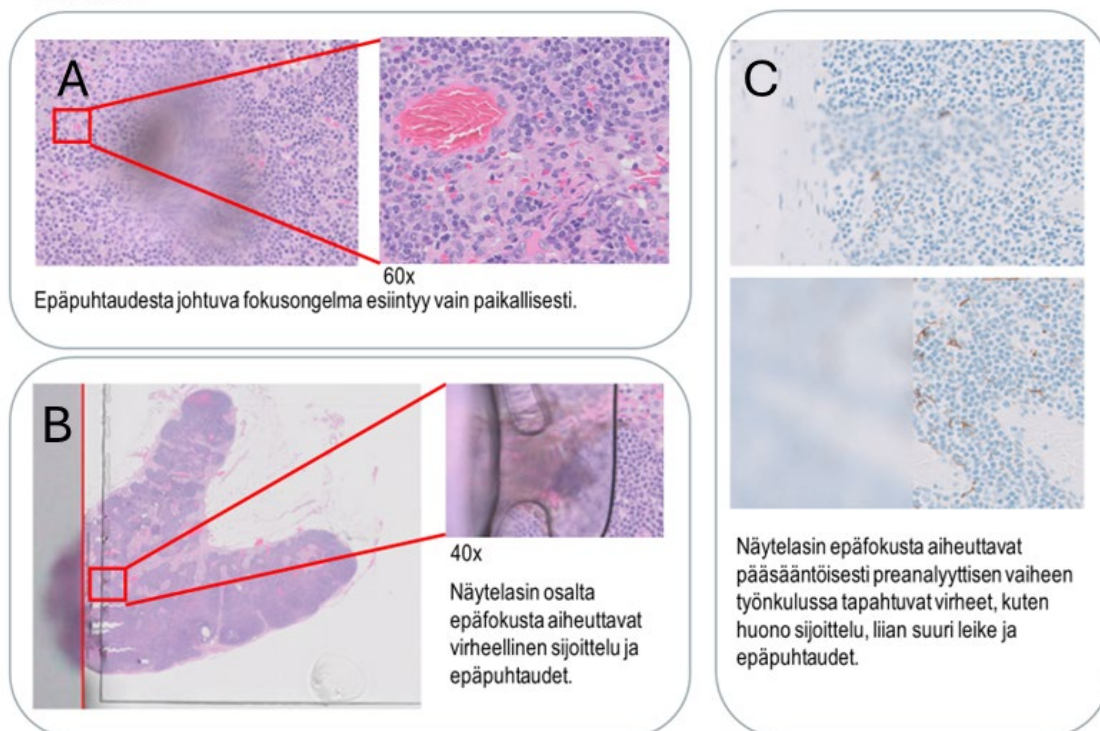 A
60x
Epäpuhtaudesta johtuva fokusongelma esiintyy vain paikallisesti.
B
40x
Näytelasin osalta
epäfokusta aiheuttavat
virheellinen sijoittelu ja
epäpuhtaudet.
C
Näytelasin epäfokusta aiheuttavat
pääsääntöisesti preanalyyttisen vaiheen
työnkulussa tapahtuvat virheet, kuten
huono sijoittelu, liian suuri leike ja
epäpuhtaudet.